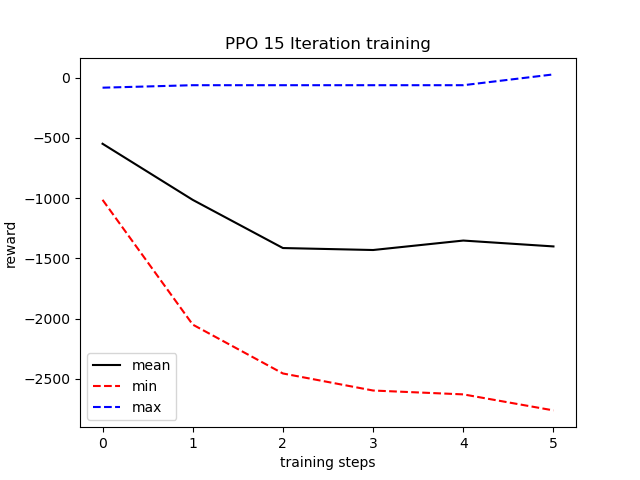 PPO 15 Iteration training
reward
0
−500
−1000
−1500
−2000
−2500
mean
min
max
0 1 2 3 4 5
training steps